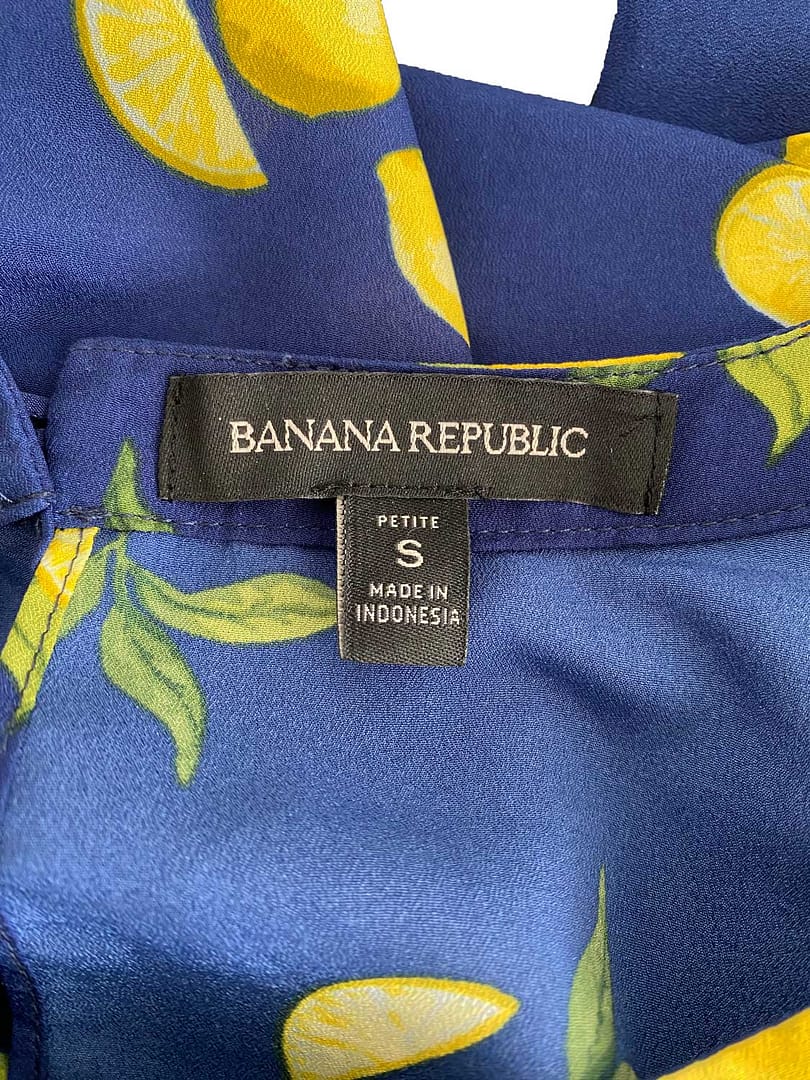 BANANA REPUBLIC
PETITE
S
MADE IN
INDONESIA